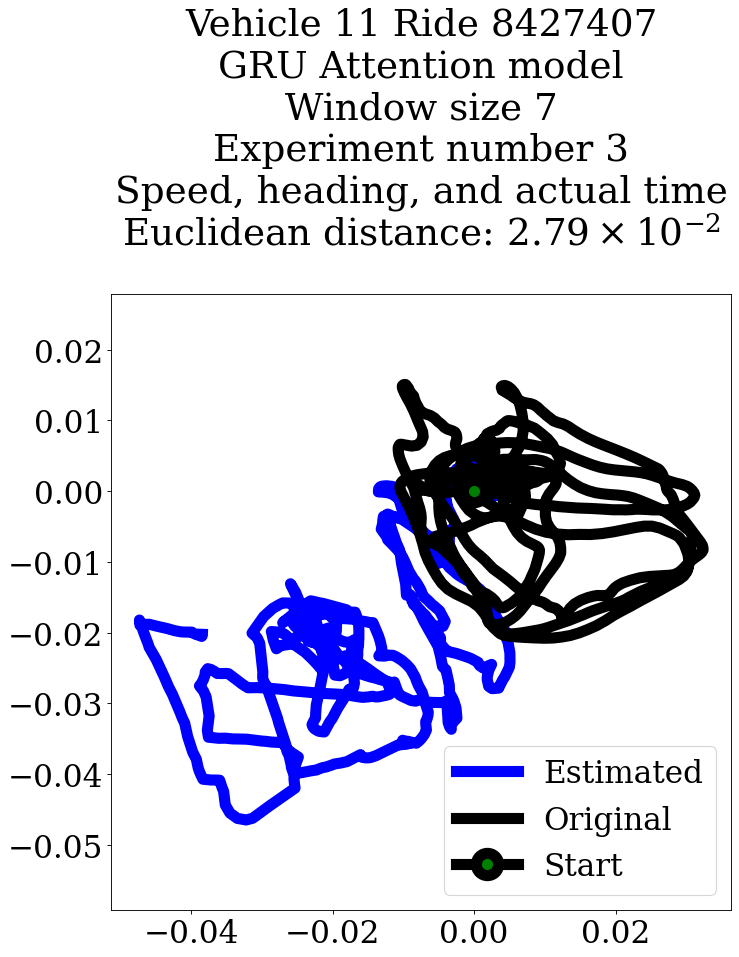 Vehicle 11 Ride 8427407
GRU Attention model
Window size 7
Experiment number 3
Speed, heading, and actual time
Euclidean distance: 2.79 × 10⁻²
0.02
0.01
0.00
−0.01
−0.02
−0.03
−0.04
−0.05
−0.04
−0.02
0.00
0.02
Estimated
Original
Start